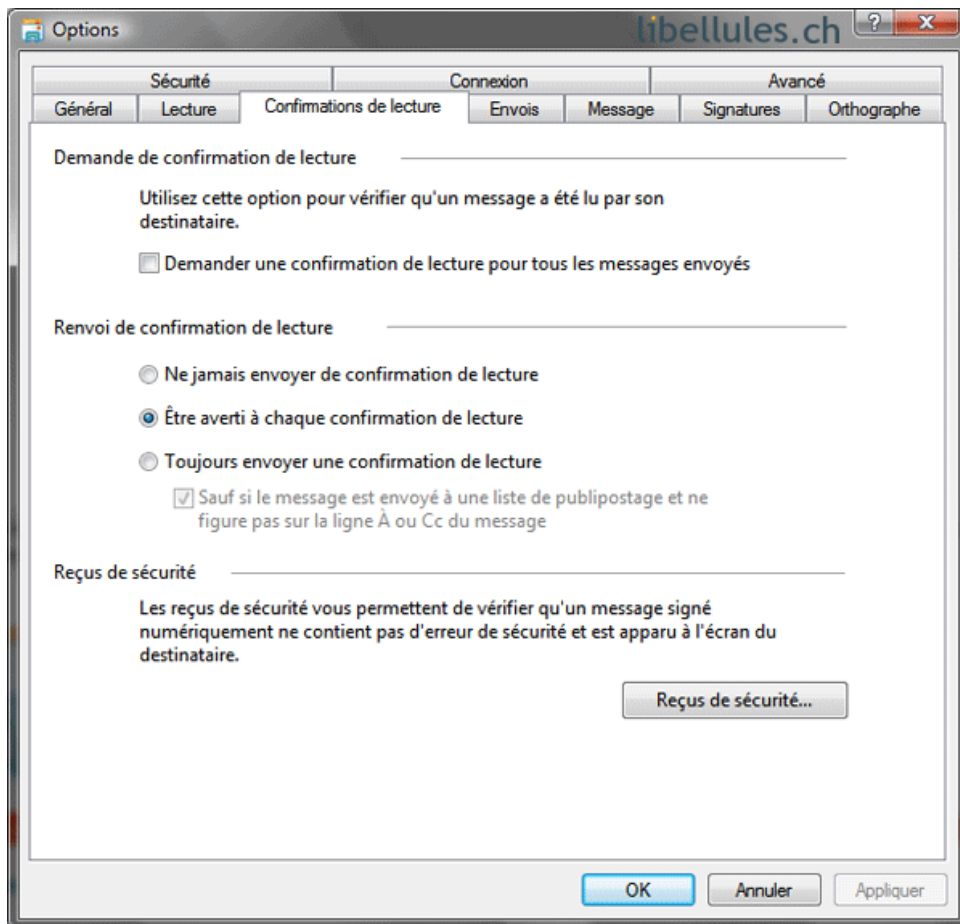 Options
libellules.ch
Sécurité
Connexion
Avancé
Général
Lecture
Confirmations de lecture
Envois
Message
Signatures
Orthographe
Demande de confirmation de lecture
Utilisez cette option pour vérifier qu'un message a été lu par son
destinataire.
Demander une confirmation de lecture pour tous les messages envoyés
Renvoi de confirmation de lecture
Ne jamais envoyer de confirmation de lecture
Être averti à chaque confirmation de lecture
Toujours envoyer une confirmation de lecture
Sauf si le message est envoyé à une liste de publipostage et ne
figure pas sur la ligne À ou Cc du message
Reçus de sécurité
Les reçus de sécurité vous permettent de vérifier qu'un message signé
numériquement ne contient pas d'erreur de sécurité et est apparu à l'écran du
destinataire.
Reçus de sécurité...
OK
Annuler
Appliquer